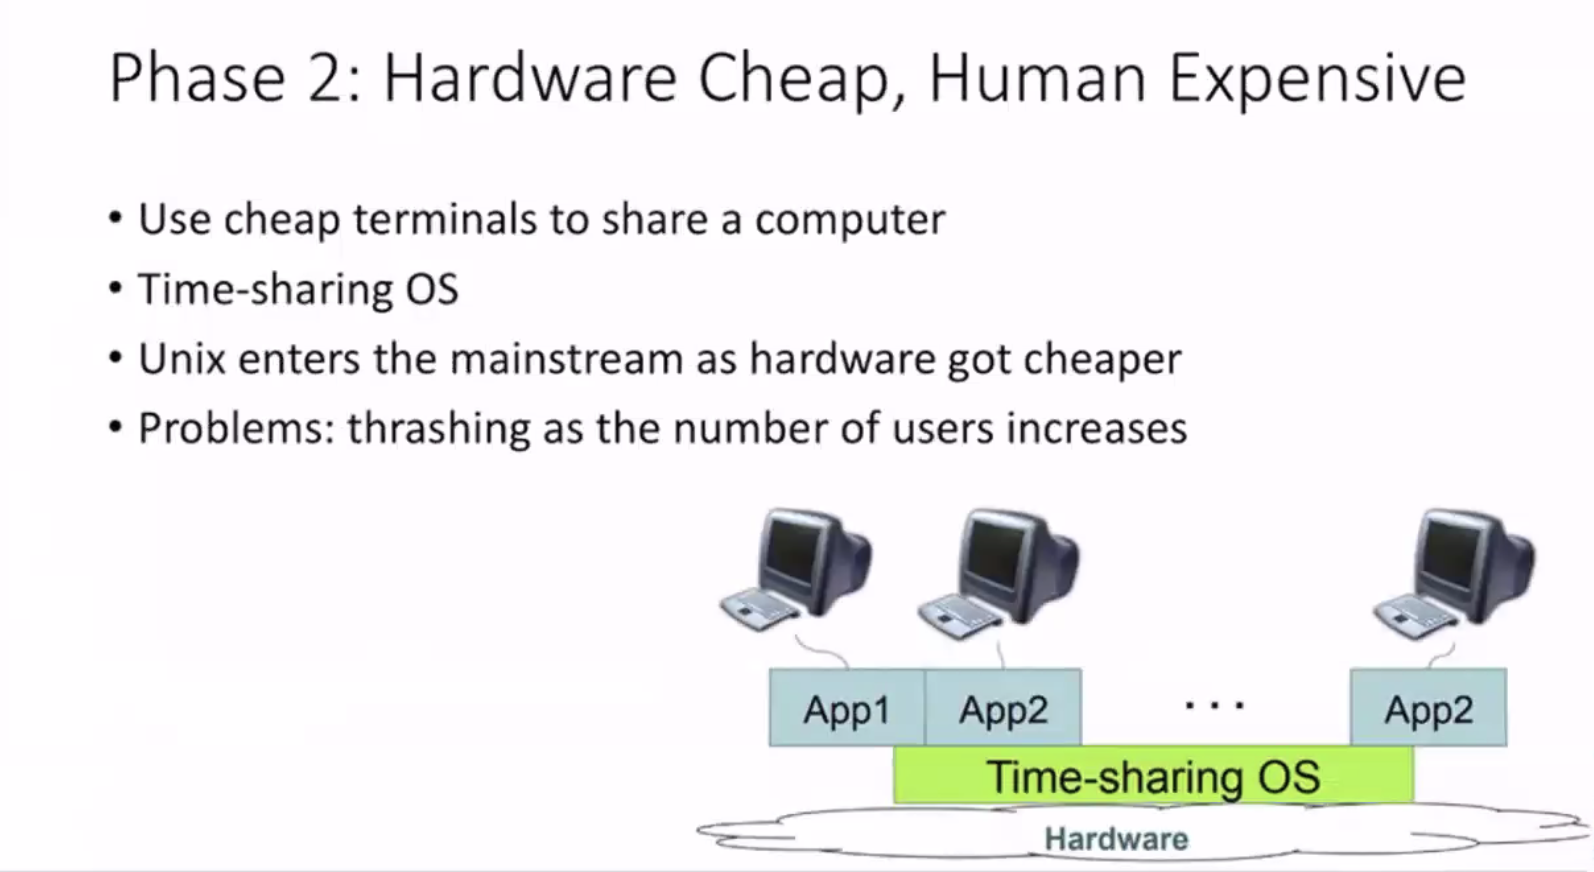 Phase 2: Hardware Cheap, Human Expensive
• Use cheap terminals to share a computer
• Time-sharing OS
• Unix enters the mainstream as hardware got cheaper
• Problems: thrashing as the number of users increases
App1 App2 ... App2
Time-sharing OS
Hardware